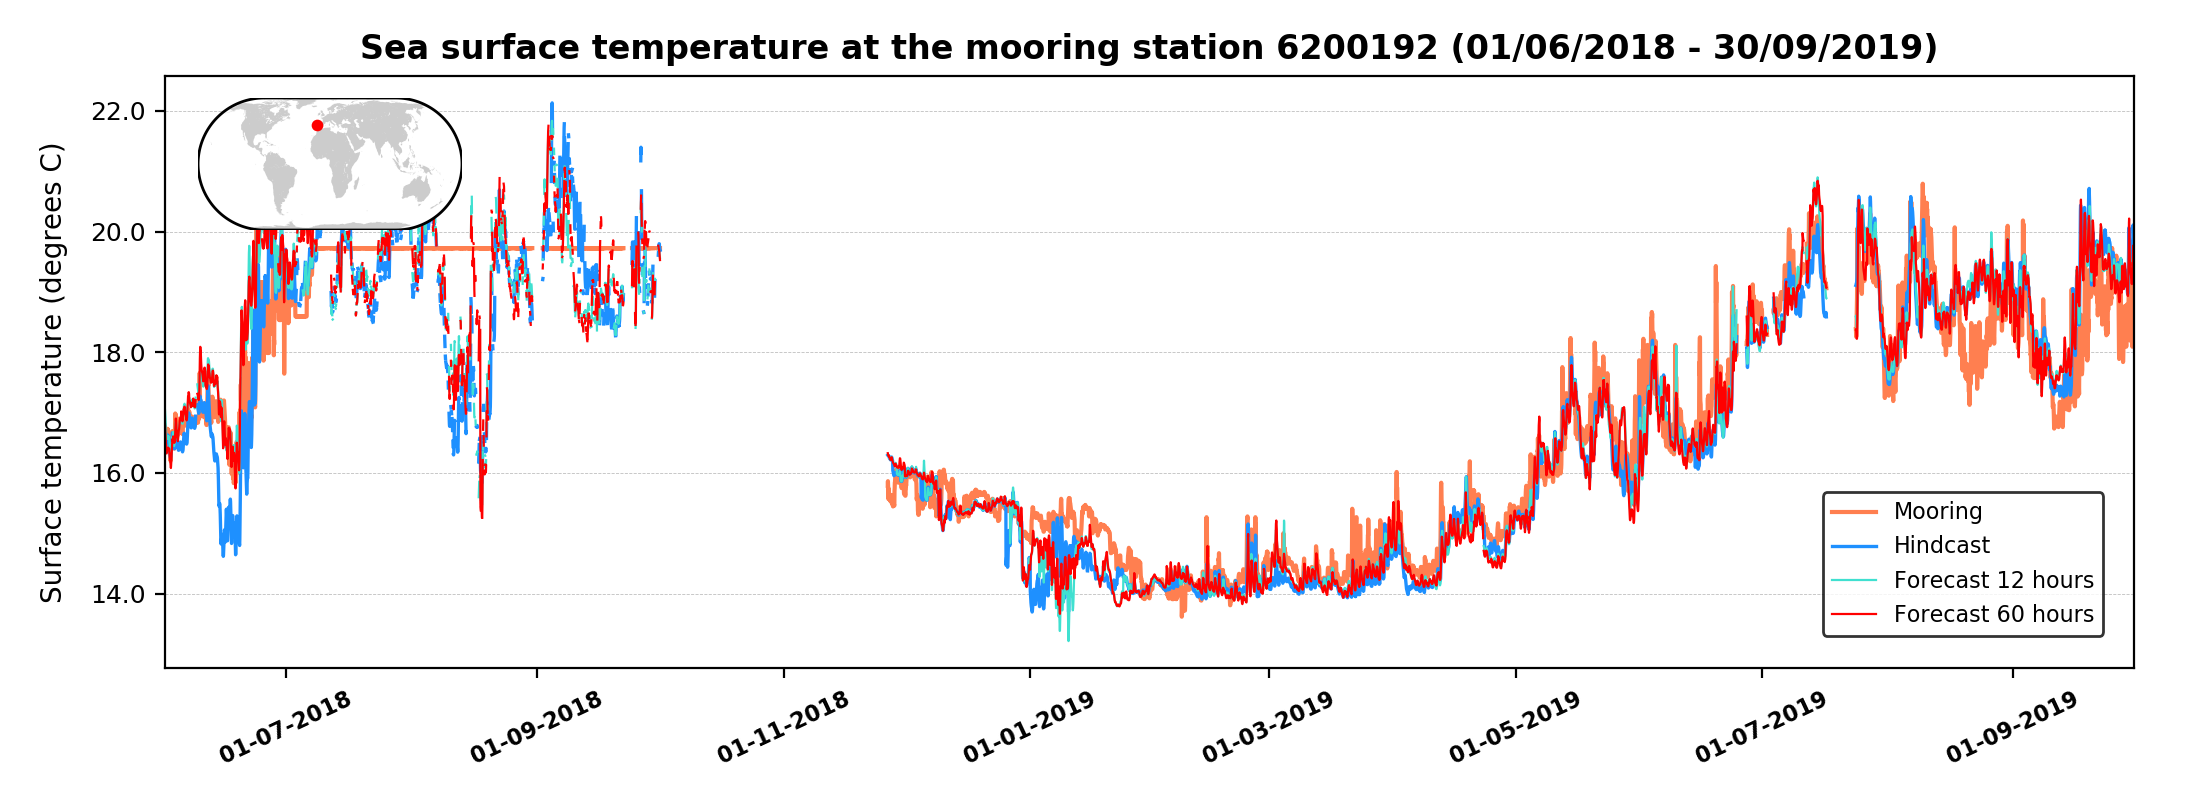 Sea surface temperature at the mooring station 6200192 (01/06/2018 - 30/09/2019)
Surface temperature (degrees C)
22.0
20.0
18.0
16.0
14.0
Mooring
Hindcast
Forecast 12 hours
Forecast 60 hours
01-07-2018
01-09-2018
01-11-2018
01-01-2019
01-03-2019
01-05-2019
01-07-2019
01-09-2019